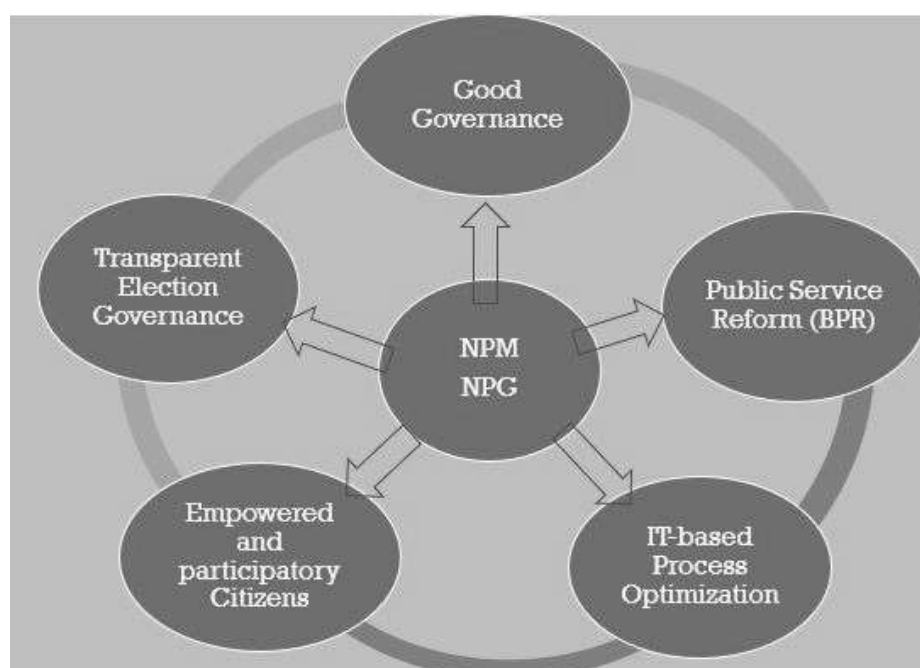 Good
Governance
Transparent
Election
Governance
Public Service
Reform (BPR)
NPM
NPG
Empowered
and
participatory
Citizens
IT-based
Process
Optimization